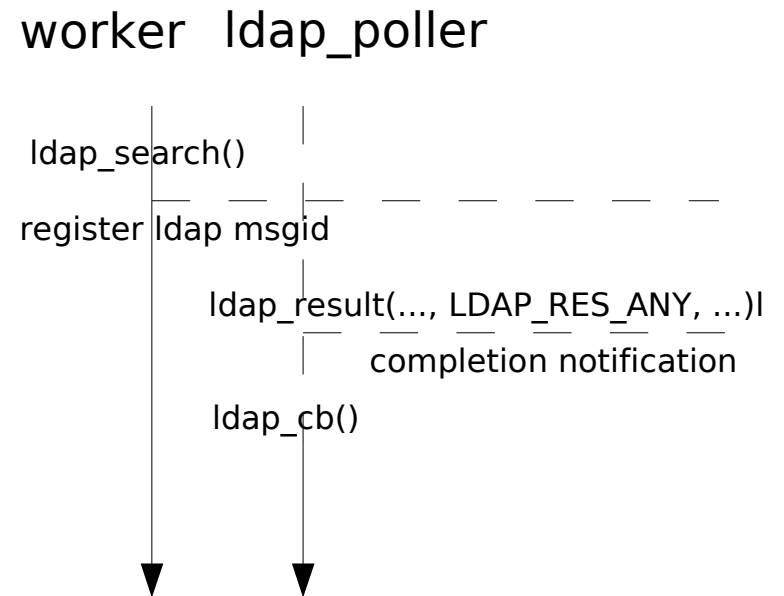 worker ldap_poller
ldap_search()
register ldap msgid
ldap_result(..., LDAP_RES_ANY, ...)l
completion notification
ldap_cb()